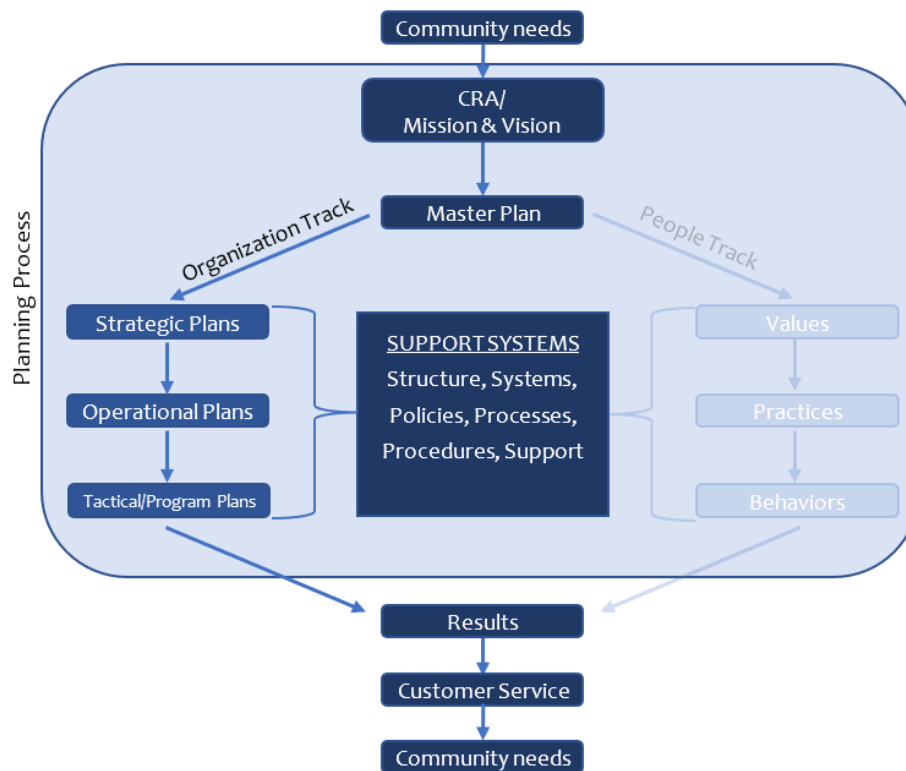 Community needs
CRA/
Mission & Vision
Master Plan
Planning Process
Organization Track
People Track
Strategic Plans
Operational Plans
Tactical/Program Plans
SUPPORT SYSTEMS
Structure, Systems,
Policies, Processes,
Procedures, Support
Values
Practices
Behaviors
Results
Customer Service
Community needs